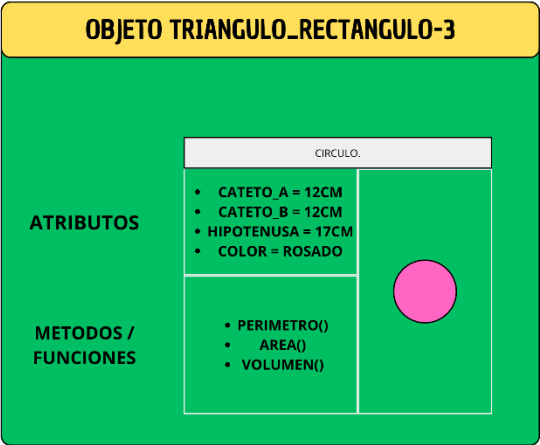 OBJETO TRIANGULO_RECTANGULO-3
CIRCULO.
ATRIBUTOS
• CATETO_A = 12CM
• CATETO_B = 12CM
• HIPOTENUSA = 17CM
• COLOR = ROSADO
METODOS /
FUNCIONES
• PERIMETRO()
• AREA()
• VOLUMEN()